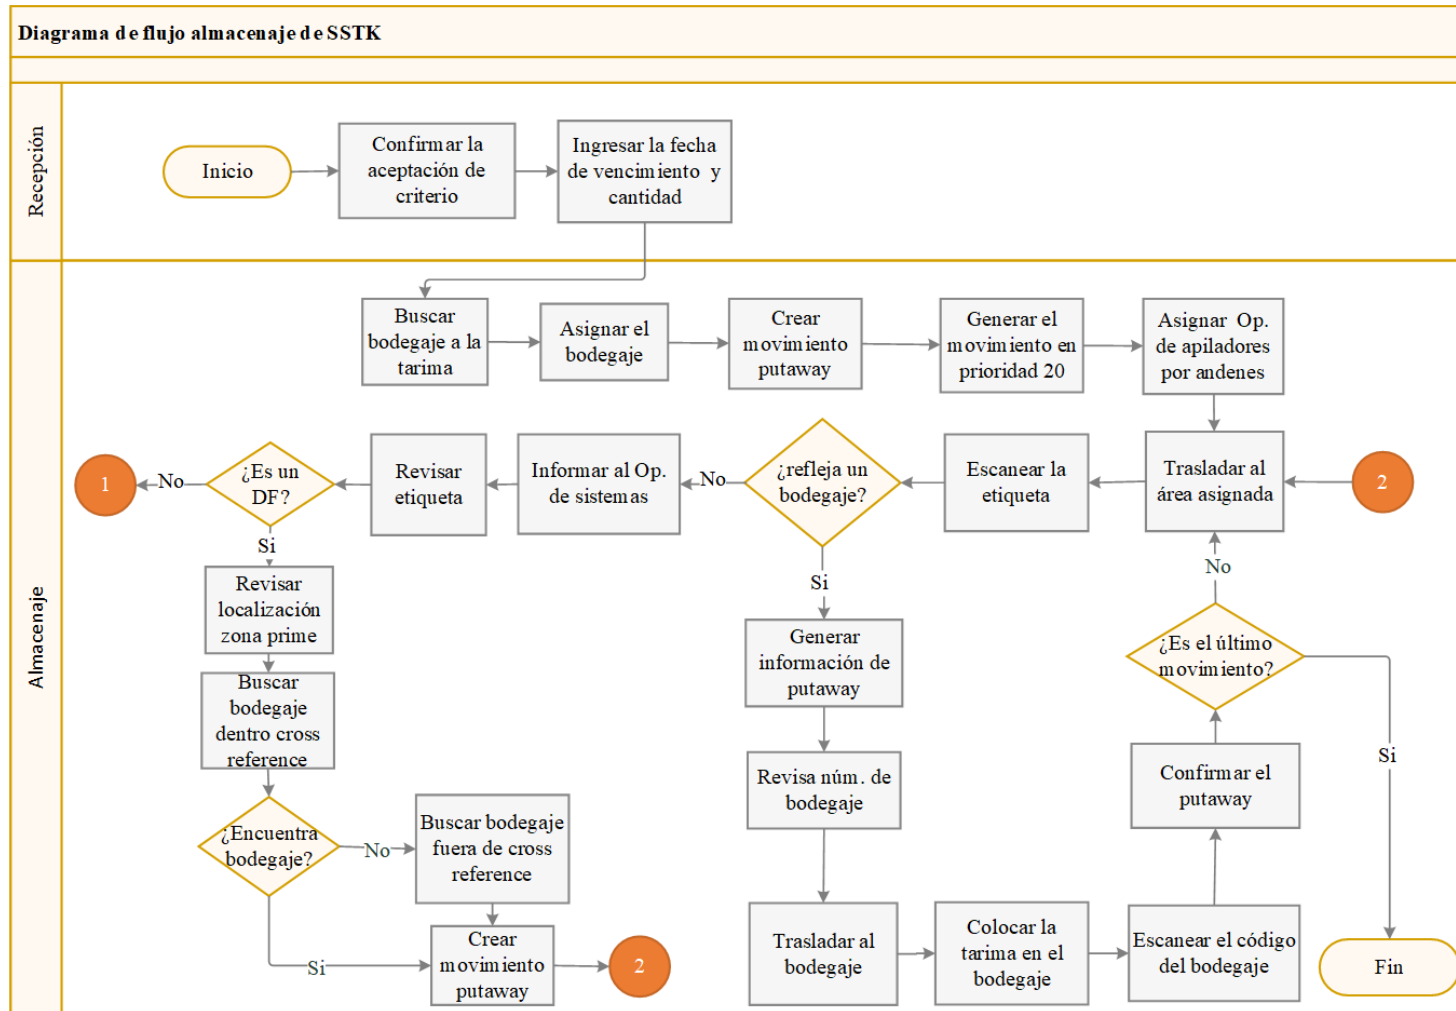 Diagrama de flujo almacenaje de SSTK
Recepción
Inicio
Confirmar la
aceptación de
criterio
Ingresar la fecha
de vencimiento y
cantidad
Almacenaje
Buscar
bodegaje a la
tarima
Asignar el
bodegaje
Crear
movimiento
putaway
Generar el
movimiento en
prioridad 20
Asignar Op.
de apiladores
por andenes
1
No
¿Es un
DF?
Revisar
etiqueta
Informar al Op.
de sistemas
No
¿refleja un
bodegaje?
Escanear la
etiqueta
Trasladar al
área asignada
2
Si
Revisar
localización
zona prime
Buscar
bodegaje
dentro cross
reference
¿Encuentra
bodegaje?
No
Buscar bodegaje
fuera de cross
reference
Si
Crear
movimiento
putaway
2
Si
Generar
información de
putaway
Revisa núm. de
bodegaje
Trasladar al
bodegaje
Colocar la
tarima en el
bodegaje
Escanear el código
del bodegaje
Confirmar el
putaway
¿Es el último
movimiento?
No
Si
Fin